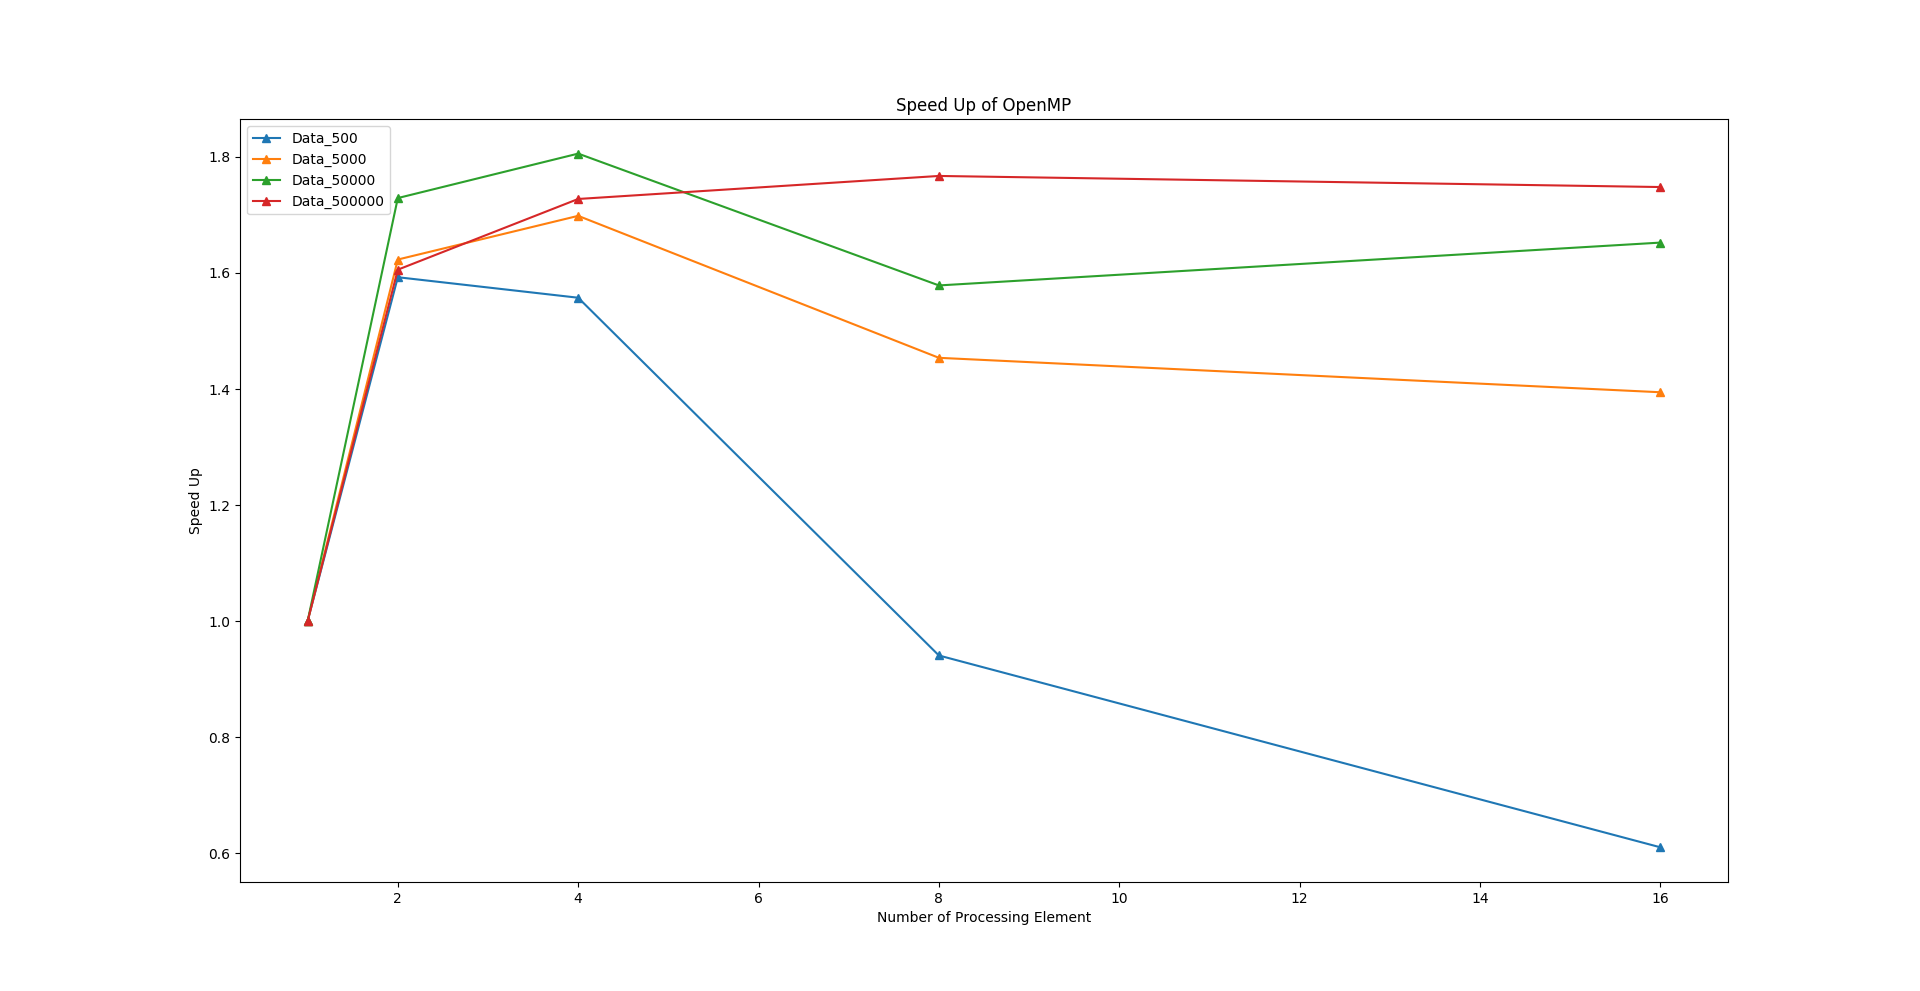 Speed Up of OpenMP
Data_500
Data_5000
Data_50000
Data_500000
1.8
1.6
1.4
1.2
1.0
0.8
0.6
Speed Up
2 4 6 8 10 12 14 16
Number of Processing Element